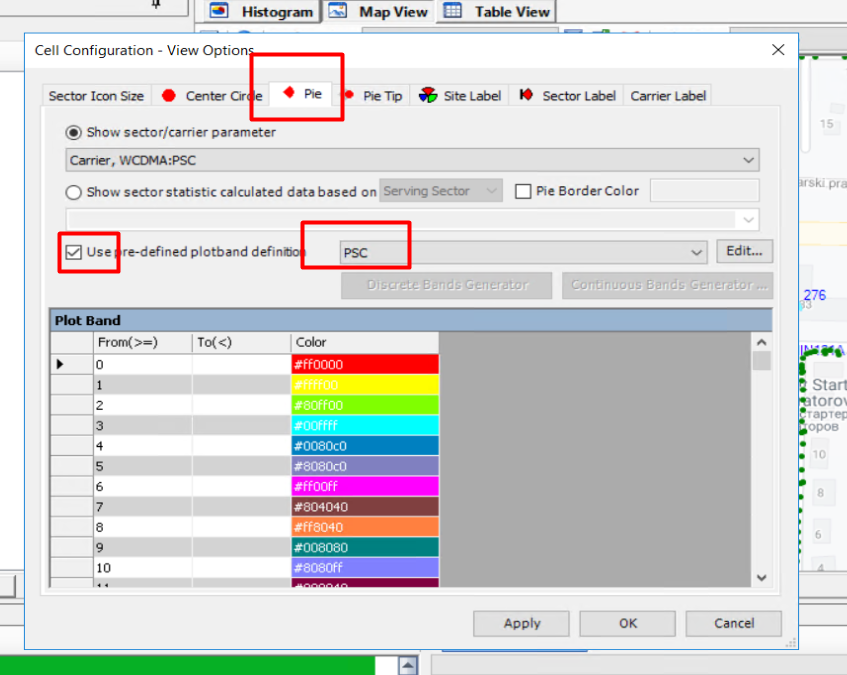 Histogram Map View Table View
Cell Configuration - View Options
Sector Icon Size Center Circle Pie Pie Tip Site Label Sector Label Carrier Label
Show sector/carrier parameter
Carrier, WCDMA:PSC
Show sector statistic calculated data based on Serving Sector Pie Border Color
Use pre-defined plotband definition PSC Edit...
Discrete Bands Generator Continuous Bands Generator ...
Plot Band
From(>=) To(<) Color
0 #ff0000
1 #ffff00
2 #80ff00
3 #00ffff
4 #0080c0
5 #8080c0
6 #ff00ff
7 #804040
8 #ff8040
9 #008080
10 #8080ff
11
Apply OK Cancel
15
276
Start
10
8
6
4